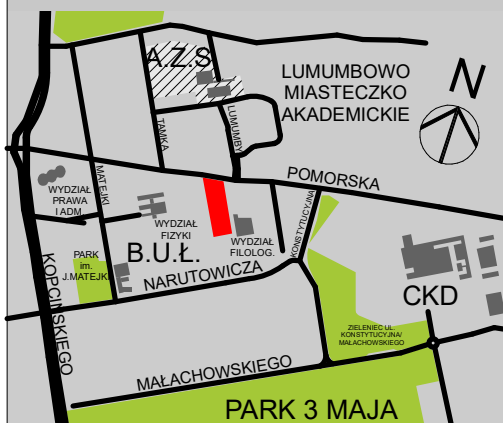 A.Z.S
LUMUMBOWO
MIASTECZKO
AKADEMICKIE
N
TAMKA
LUMUMBY
POMORSKA
WYDZIAŁ
PRAWA
I ADM.
MATEJKI
WYDZIAŁ
FIZYKI
WYDZIAŁ
FILOLOG.
KONSTYTUCYJNA
B.U.Ł.
PARK
im.
J.MATEJKI
NARUTOWICZA
KOPCIŃSKIEGO
CKD
ZIELENIEC UL.
KONSTYTUCYJNA/
MAŁACHOWSKIEGO
MAŁACHOWSKIEGO
PARK 3 MAJA